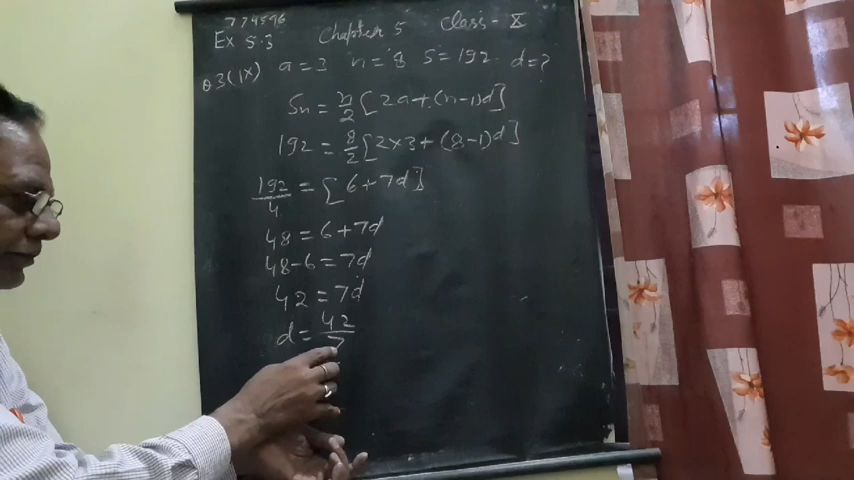 774596
Ex 5.3 Chapter 5 Class - X
Q3(ix) a = 3 n = 8 S = 192 d = ?
Sn = n/2 [2a + (n-1)d]
192 = 8/2 [2×3 + (8-1)d]
192/4 = [6 + 7d]
48 = 6 + 7d
48-6 = 7d
42 = 7d
d = 42/7